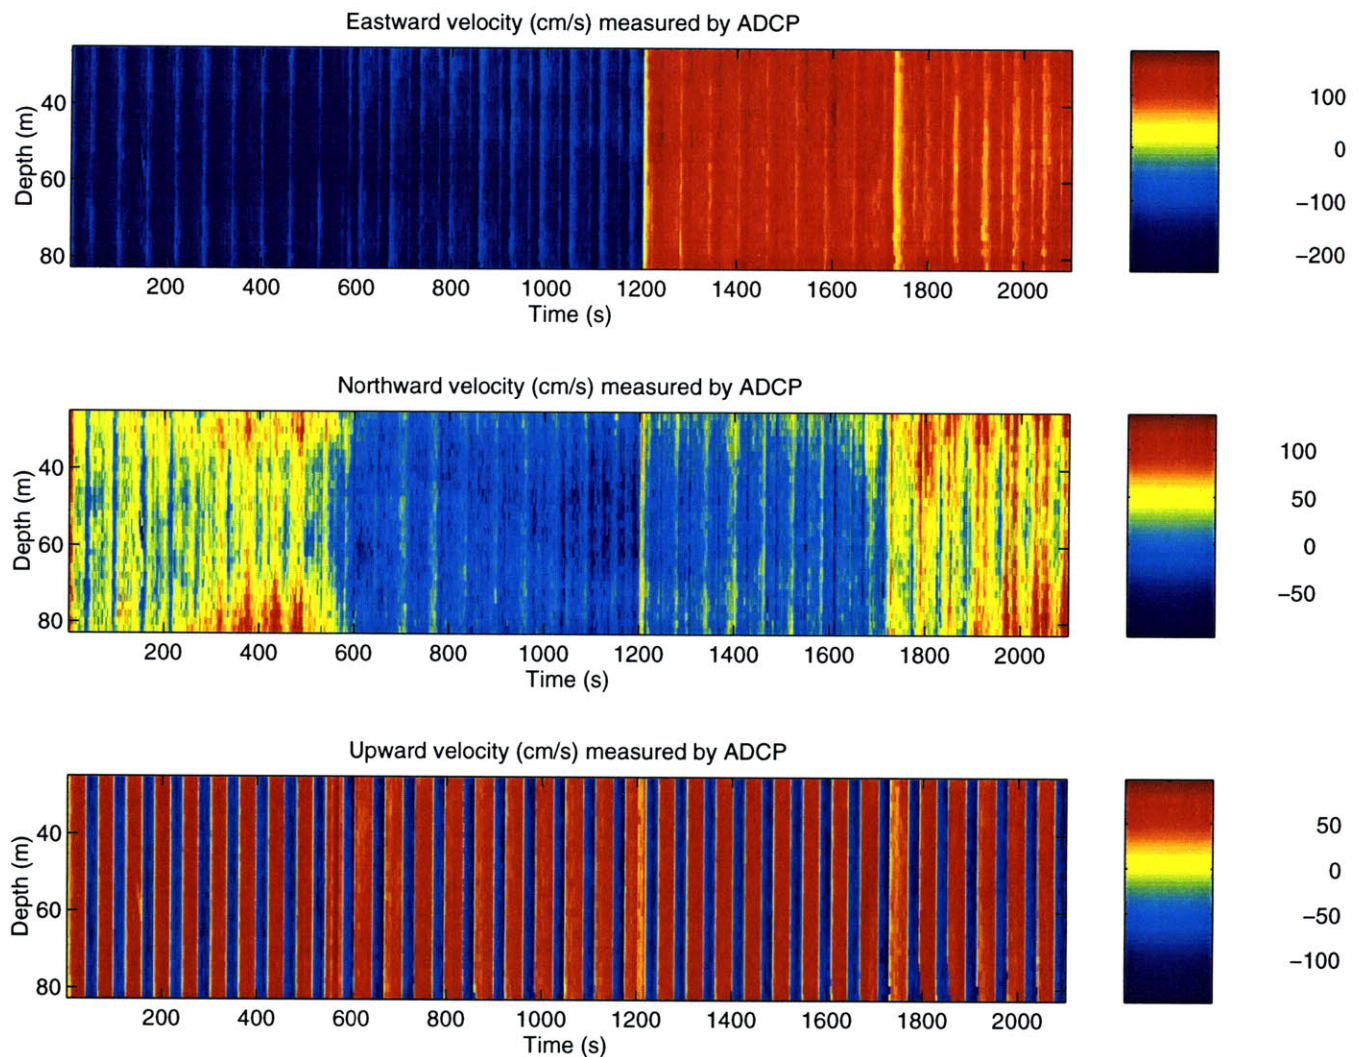 Eastward velocity (cm/s) measured by ADCP
Depth (m)
40
60
80
200 400 600 800 1000 1200 1400 1600 1800 2000
Time (s)
100
0
−100
−200
Northward velocity (cm/s) measured by ADCP
Depth (m)
40
60
80
200 400 600 800 1000 1200 1400 1600 1800 2000
Time (s)
100
50
0
−50
Upward velocity (cm/s) measured by ADCP
Depth (m)
40
60
80
200 400 600 800 1000 1200 1400 1600 1800 2000
Time (s)
50
0
−50
−100